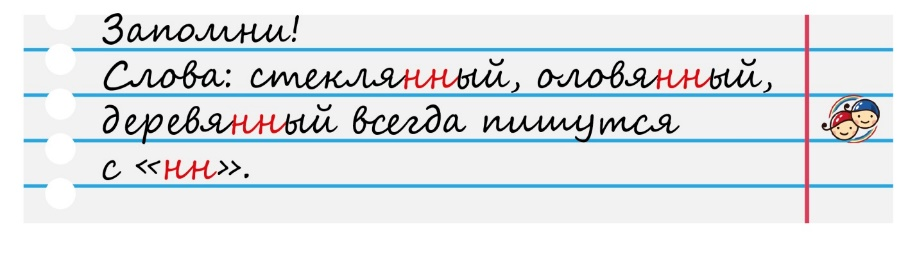 Запомни!
Слова: стеклянный, оловянный,
деревянный всегда пишутся
с «нн».